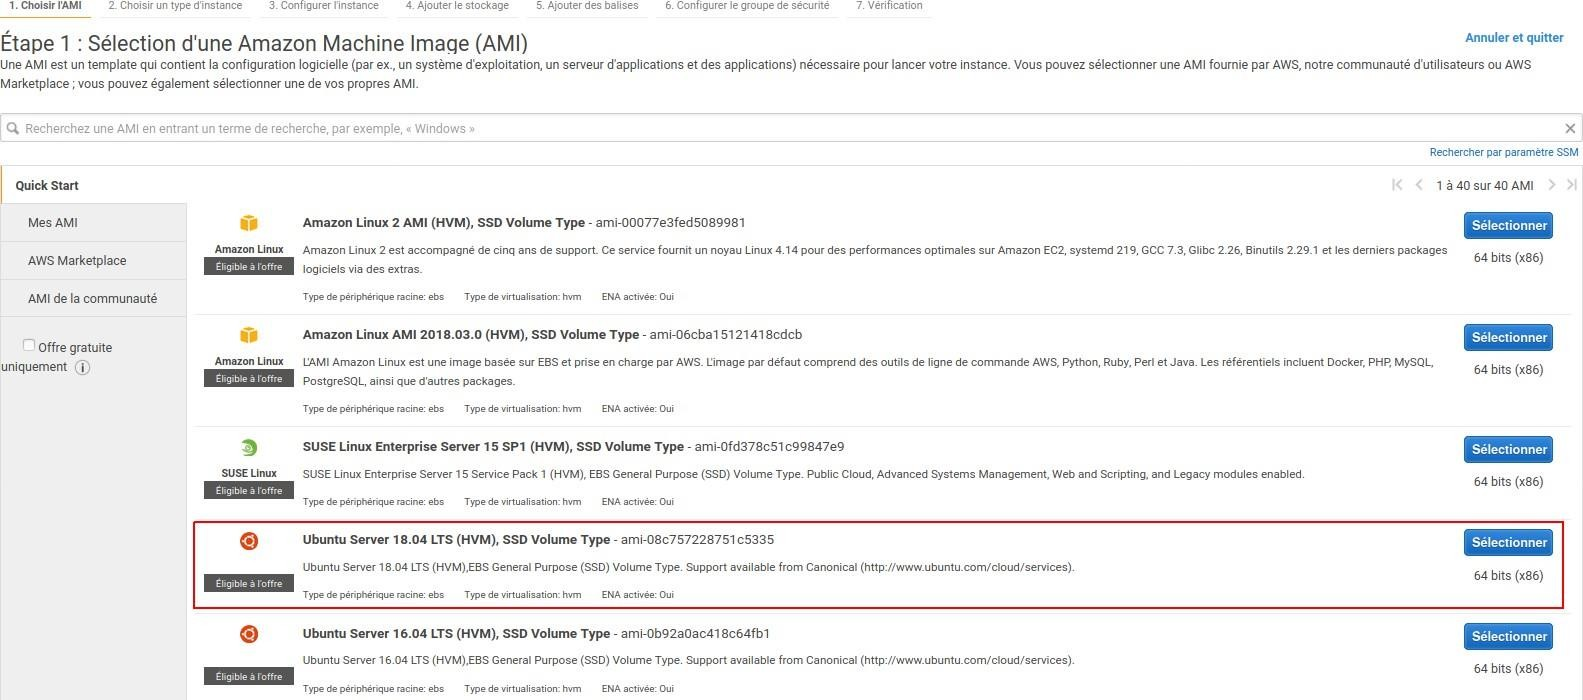 1. Choisir l'AMI 2. Choisir un type d'instance 3. Configurer l'instance 4. Ajouter le stockage 5. Ajouter des balises 6. Configurer le groupe de sécurité 7. Vérification
Étape 1 : Sélection d'une Amazon Machine Image (AMI)
Annuler et quitter
Une AMI est un template qui contient la configuration logicielle (par ex., un système d'exploitation, un serveur d'applications et des applications) nécessaire pour lancer votre instance. Vous pouvez sélectionner une AMI fournie par AWS, notre communauté d'utilisateurs ou AWS
Marketplace ; vous pouvez également sélectionner une de vos propres AMI.
Recherchez une AMI en entrant un terme de recherche, par exemple, « Windows »
Rechercher par paramètre SSM
Quick Start
1 à 40 sur 40 AMI
Mes AMI
AWS Marketplace
AMI de la communauté
Offre gratuite
uniquement
Amazon Linux
Éligible à l'offre
Amazon Linux 2 AMI (HVM), SSD Volume Type - ami-00077e3fed5089981
Amazon Linux 2 est accompagné de cinq ans de support. Ce service fournit un noyau Linux 4.14 pour des performances optimales sur Amazon EC2, systemd 219, GCC 7.3, Glibc 2.26, Binutils 2.29.1 et les derniers packages
logiciels via des extras.
Type de périphérique racine: ebs Type de virtualisation: hvm ENA activée: Oui
Sélectionner
64 bits (x86)
Amazon Linux
Éligible à l'offre
Amazon Linux AMI 2018.03.0 (HVM), SSD Volume Type - ami-06cba15121418cdcb
L'AMI Amazon Linux est une image basée sur EBS et prise en charge par AWS. L'image par défaut comprend des outils de ligne de commande AWS, Python, Ruby, Perl et Java. Les référentiels incluent Docker, PHP, MySQL,
PostgreSQL, ainsi que d'autres packages.
Type de périphérique racine: ebs Type de virtualisation: hvm ENA activée: Oui
Sélectionner
64 bits (x86)
SUSE Linux
Éligible à l'offre
SUSE Linux Enterprise Server 15 SP1 (HVM), SSD Volume Type - ami-0fd378c51c99847e9
SUSE Linux Enterprise Server 15 Service Pack 1 (HVM), EBS General Purpose (SSD) Volume Type. Public Cloud, Advanced Systems Management, Web and Scripting, and Legacy modules enabled.
Type de périphérique racine: ebs Type de virtualisation: hvm ENA activée: Oui
Sélectionner
64 bits (x86)
Éligible à l'offre
Ubuntu Server 18.04 LTS (HVM), SSD Volume Type - ami-08c757228751c5335
Ubuntu Server 18.04 LTS (HVM),EBS General Purpose (SSD) Volume Type. Support available from Canonical (http://www.ubuntu.com/cloud/services).
Type de périphérique racine: ebs Type de virtualisation: hvm ENA activée: Oui
Sélectionner
64 bits (x86)
Éligible à l'offre
Ubuntu Server 16.04 LTS (HVM), SSD Volume Type - ami-0b92a0ac418c64fb1
Ubuntu Server 16.04 LTS (HVM),EBS General Purpose (SSD) Volume Type. Support available from Canonical (http://www.ubuntu.com/cloud/services).
Type de périphérique racine: ebs Type de virtualisation: hvm ENA activée: Oui
Sélectionner
64 bits (x86)